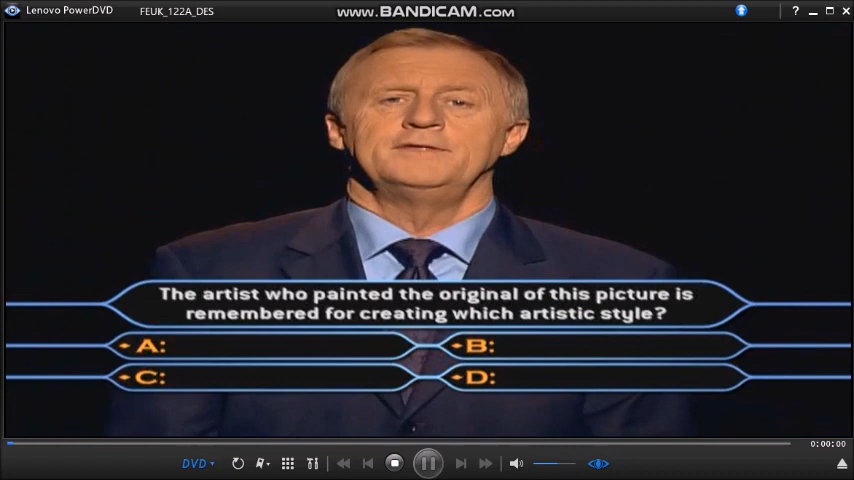 Lenovo PowerDVD
FEUK_122A_DES
www.BANDICAM.com
?
The artist who painted the original of this picture is
remembered for creating which artistic style?
A:
B:
C:
D:
0:00:00
DVD